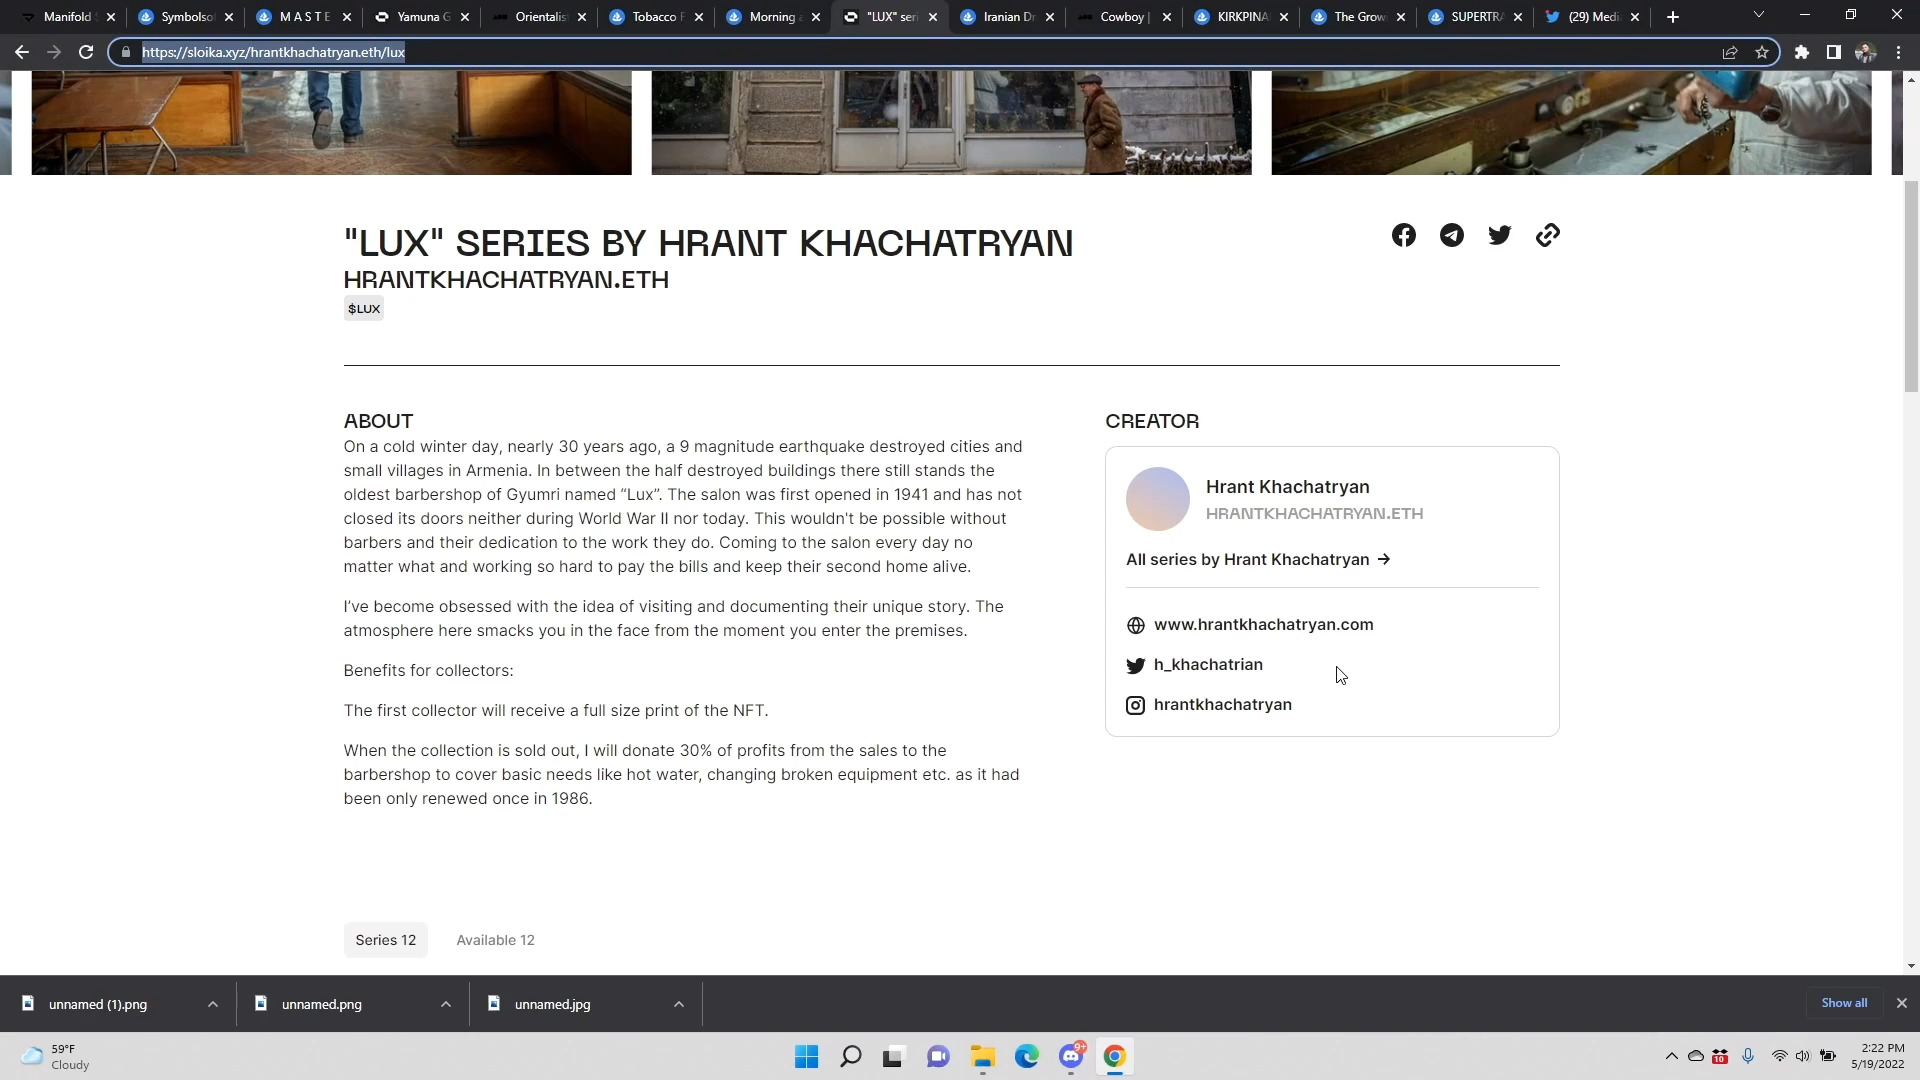 Manifold
Symbolsof
M A S T E
Yamuna G
Orientalis
Tobacco F
Morning a
"LUX" seri
Iranian Dr
Cowboy |
KIRKPINA
The Grow
SUPERTRA
(29) Medi
https://sloika.xyz/hrantkhachatryan.eth/lux
"LUX" SERIES BY HRANT KHACHATRYAN
HRANTKHACHATRYAN.ETH
$LUX
ABOUT
On a cold winter day, nearly 30 years ago, a 9 magnitude earthquake destroyed cities and
small villages in Armenia. In between the half destroyed buildings there still stands the
oldest barbershop of Gyumri named “Lux”. The salon was first opened in 1941 and has not
closed its doors neither during World War II nor today. This wouldn't be possible without
barbers and their dedication to the work they do. Coming to the salon every day no
matter what and working so hard to pay the bills and keep their second home alive.
I’ve become obsessed with the idea of visiting and documenting their unique story. The
atmosphere here smacks you in the face from the moment you enter the premises.
Benefits for collectors:
The first collector will receive a full size print of the NFT.
When the collection is sold out, I will donate 30% of profits from the sales to the
barbershop to cover basic needs like hot water, changing broken equipment etc. as it had
been only renewed once in 1986.
CREATOR
Hrant Khachatryan
HRANTKHACHATRYAN.ETH
All series by Hrant Khachatryan →
www.hrantkhachatryan.com
h_khachatrian
hrantkhachatryan
Series 12
Available 12
unnamed (1).png
unnamed.png
unnamed.jpg
Show all
59°F
Cloudy
9+
10
2:22 PM
5/19/2022